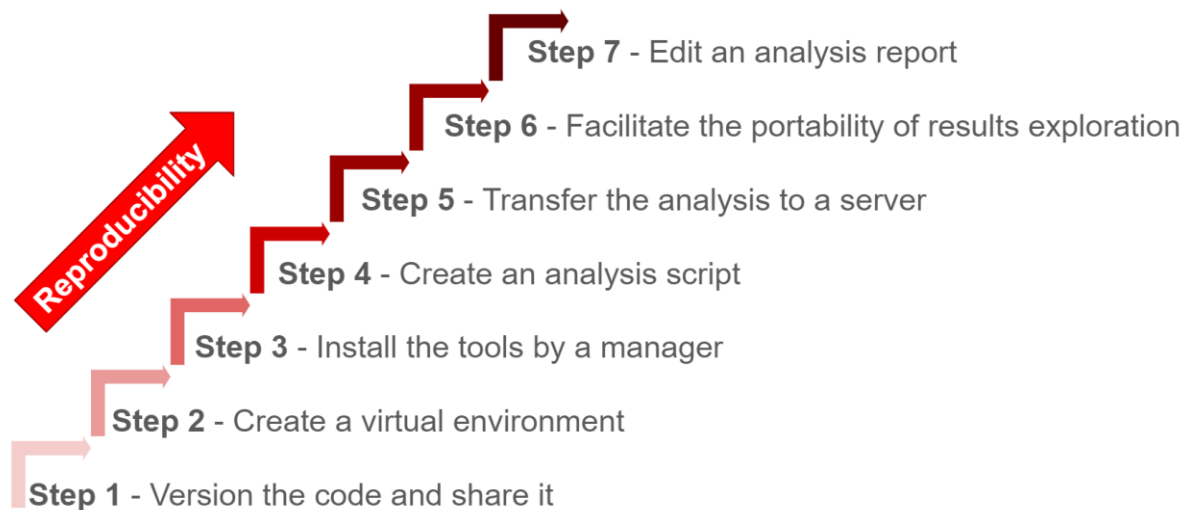 Step 7 - Edit an analysis report
Step 6 - Facilitate the portability of results exploration
Reproducibility
Step 5 - Transfer the analysis to a server
Step 4 - Create an analysis script
Step 3 - Install the tools by a manager
Step 2 - Create a virtual environment
Step 1 - Version the code and share it